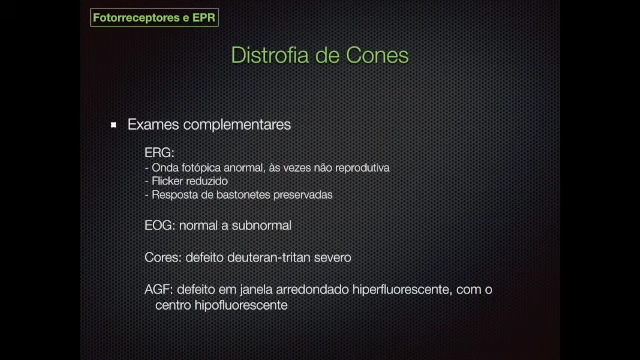 Fotorreceptores e EPR
Distrofia de Cones
Exames complementares
ERG:
- Onda fotópica anormal, às vezes não reprodutiva
- Flicker reduzido
- Resposta de bastonetes preservadas
EOG: normal a subnormal
Cores: defeito deuteran-tritan severo
AGF: defeito em janela arredondado hiperfluorescente, com o
centro hipofluorescente